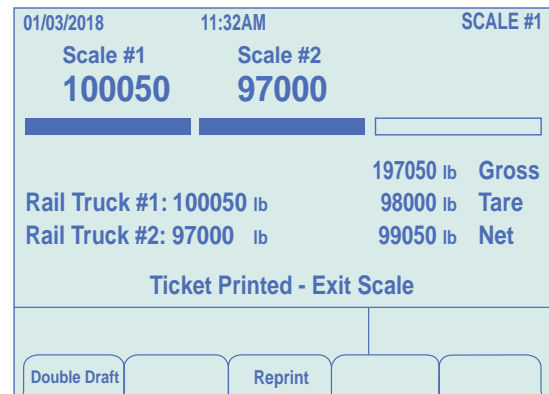 01/03/2018 11:32AM SCALE #1
Scale #1 Scale #2
100050 97000
197050 lb Gross
Rail Truck #1: 100050 lb 98000 lb Tare
Rail Truck #2: 97000 lb 99050 lb Net
Ticket Printed - Exit Scale
Double Draft Reprint